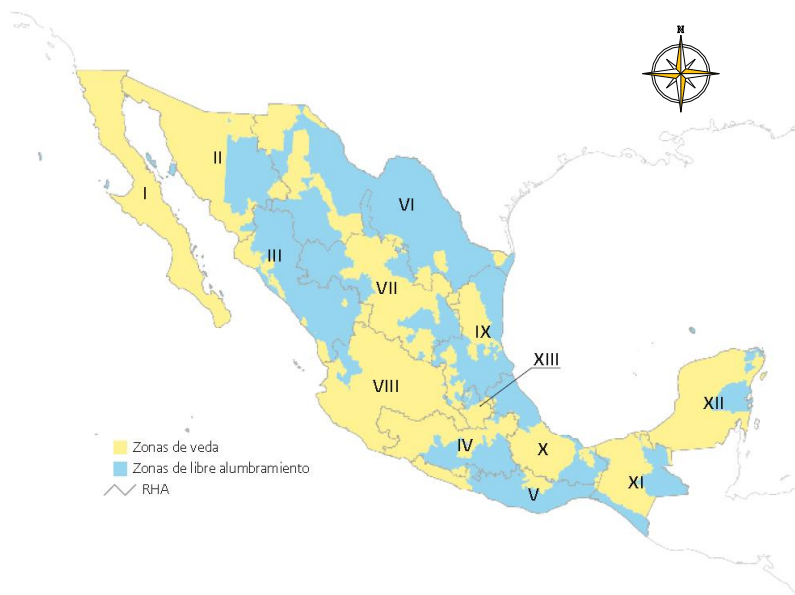 N
II
I
VI
III
VII
IX
XIII
VIII
XII
Zonas de veda
IV
X
Zonas de libre alumbramiento
XI
RHA
V